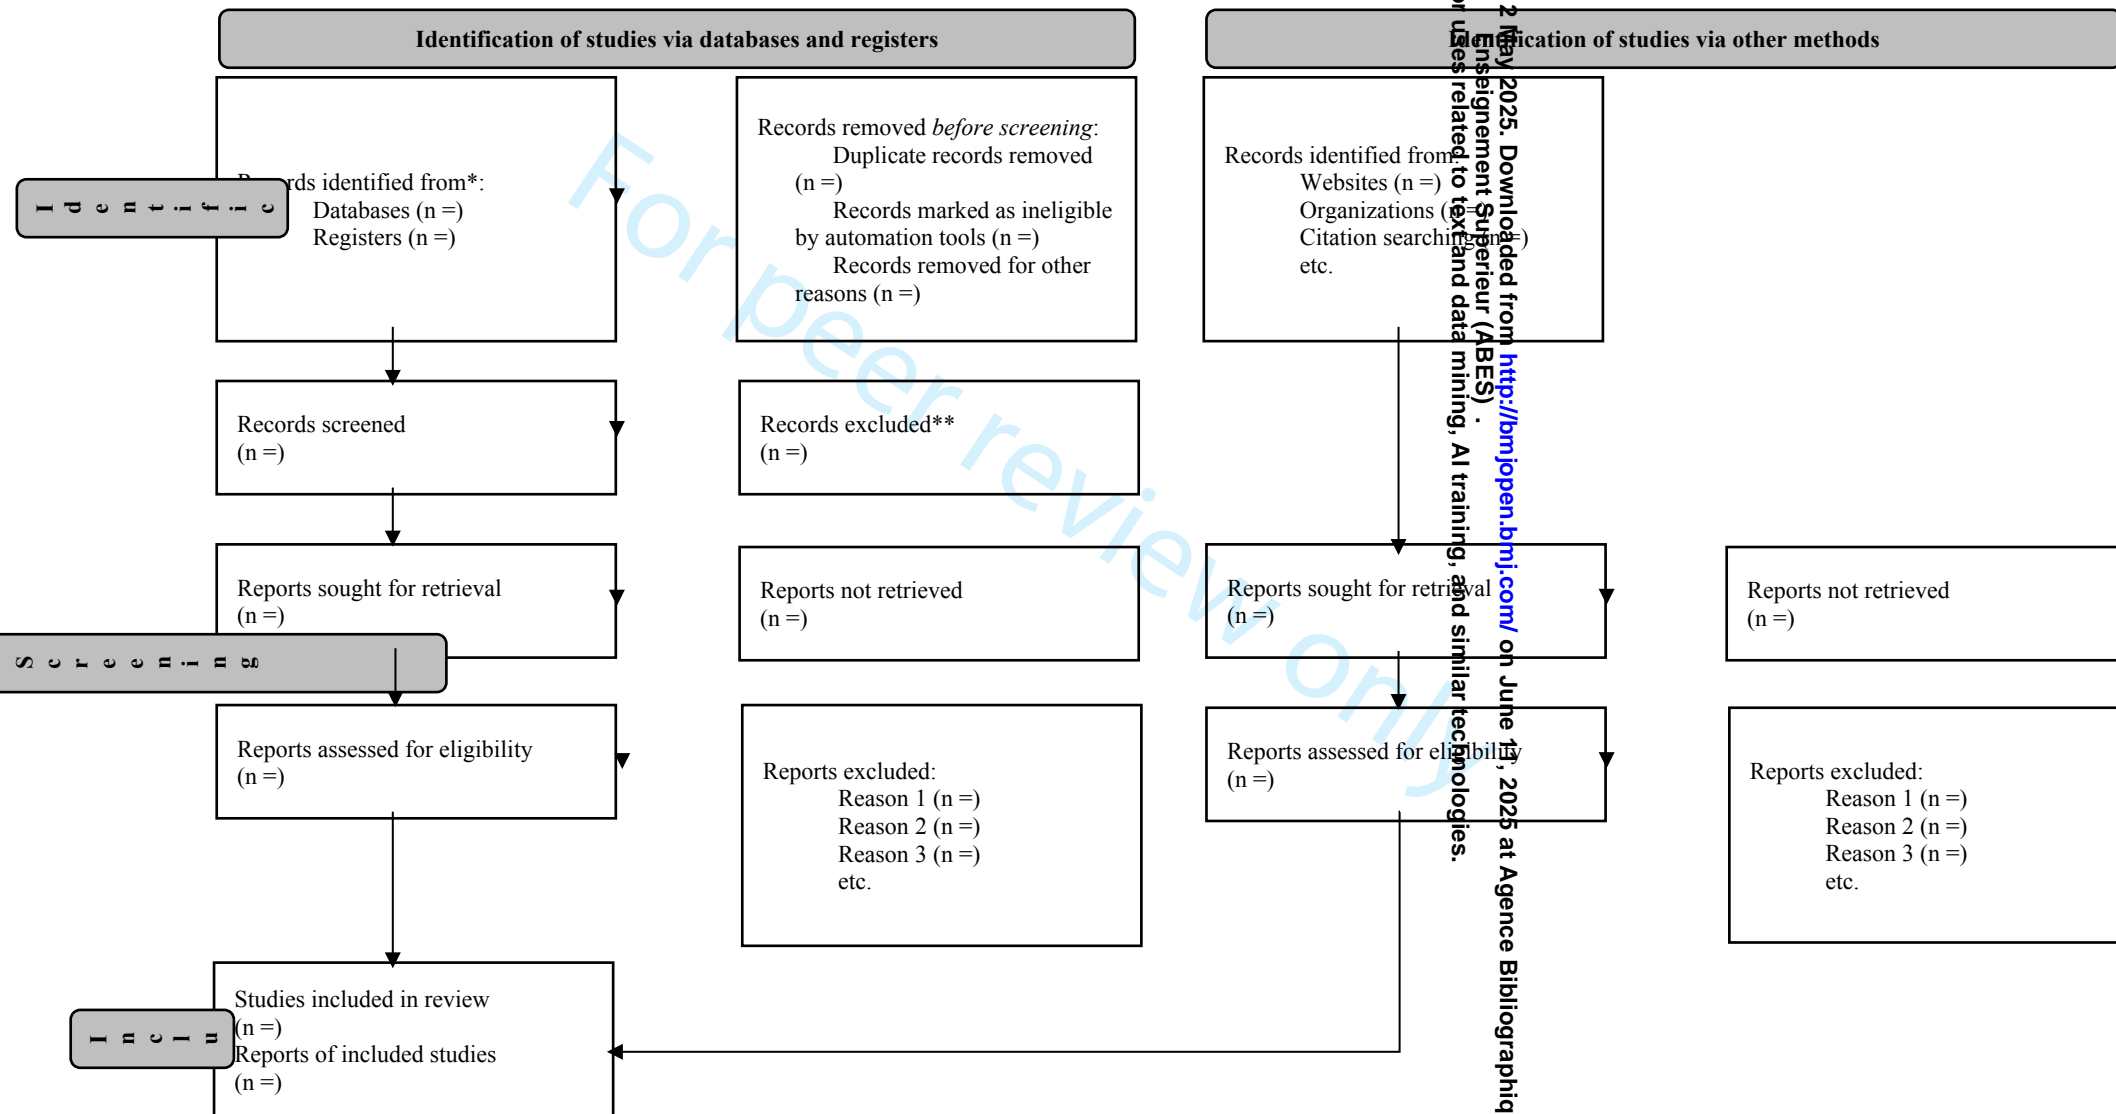 Identification of studies via databases and registers
Identification of studies via other methods
Identific
Records identified from*:
Databases (n =)
Registers (n =)
Records removed before screening:
Duplicate records removed
(n =)
Records marked as ineligible
by automation tools (n =)
Records removed for other
reasons (n =)
Records identified from:
Websites (n =)
Organizations (n =)
Citation searching (n =)
etc.
Records screened
(n =)
Records excluded**
(n =)
Screening
Reports sought for retrieval
(n =)
Reports not retrieved
(n =)
Reports sought for retrieval
(n =)
Reports not retrieved
(n =)
Reports assessed for eligibility
(n =)
Reports excluded:
Reason 1 (n =)
Reason 2 (n =)
Reason 3 (n =)
etc.
Reports assessed for eligibility
(n =)
Reports excluded:
Reason 1 (n =)
Reason 2 (n =)
Reason 3 (n =)
etc.
Inclu
Studies included in review
(n =)
Reports of included studies
(n =)
For peer review only
2 May 2025. Downloaded from http://bmjopen.bmj.com/ on June 11, 2025 at Agence Bibliographiq
Enseignement Superieur (ABES) .
uses related to text and data mining, AI training, and similar technologies.